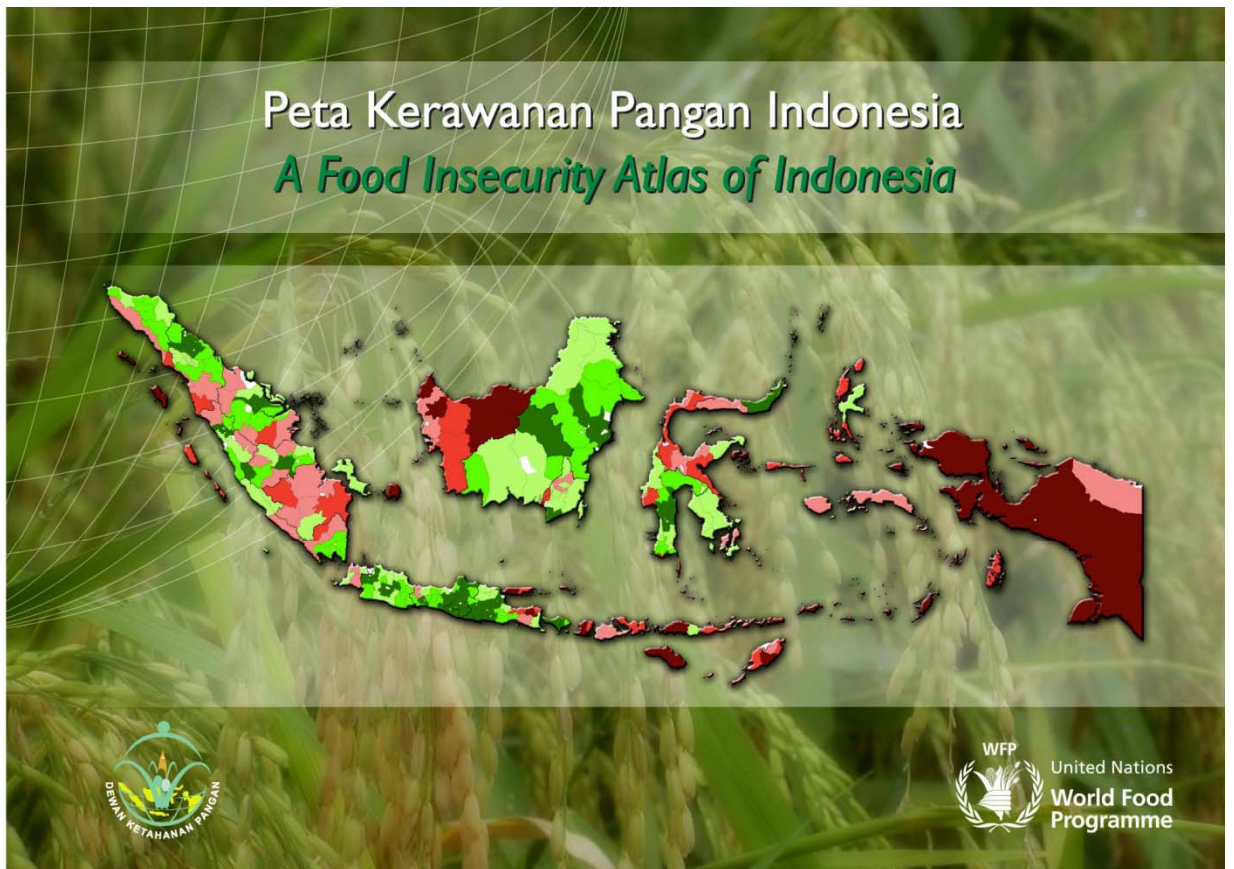 Peta Kerawanan Pangan Indonesia
A Food Insecurity Atlas of Indonesia
DEWAN KETAHANAN PANGAN
WFP
United Nations
World Food
Programme